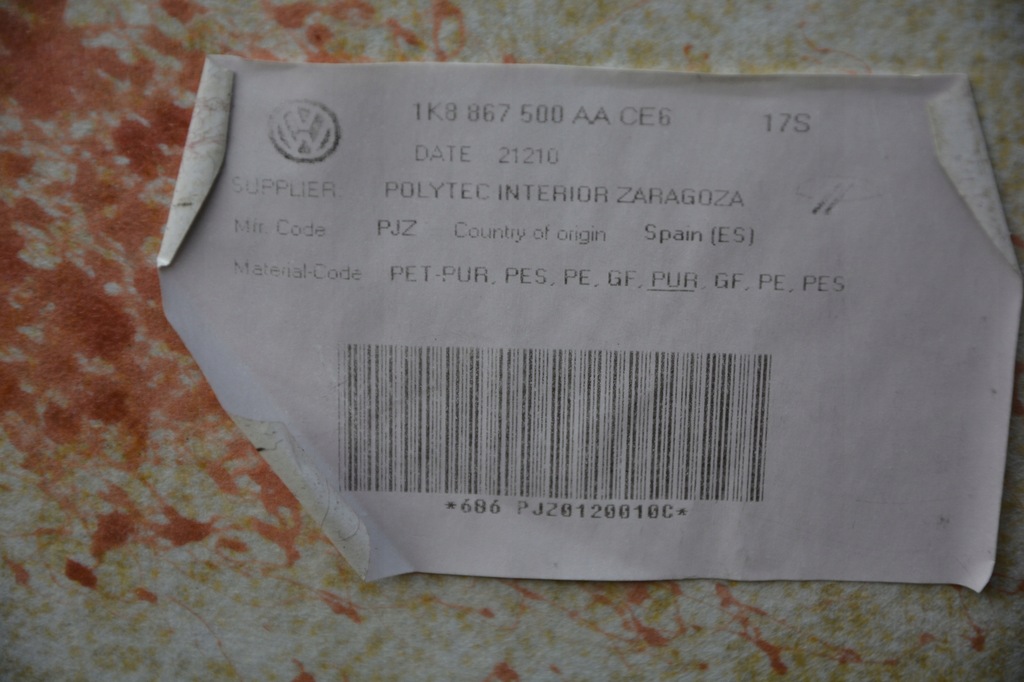 1K8 867 500 AA CE6 17S
DATE 21210
SUPPLIER POLYTEC INTERIOR ZARAGOZA
Mfr. Code PJZ Country of origin Spain (ES)
Material-Code PET-PUR, PES, PE, GF, PUR, GF, PE, PES
*686 PJZ0120010C*